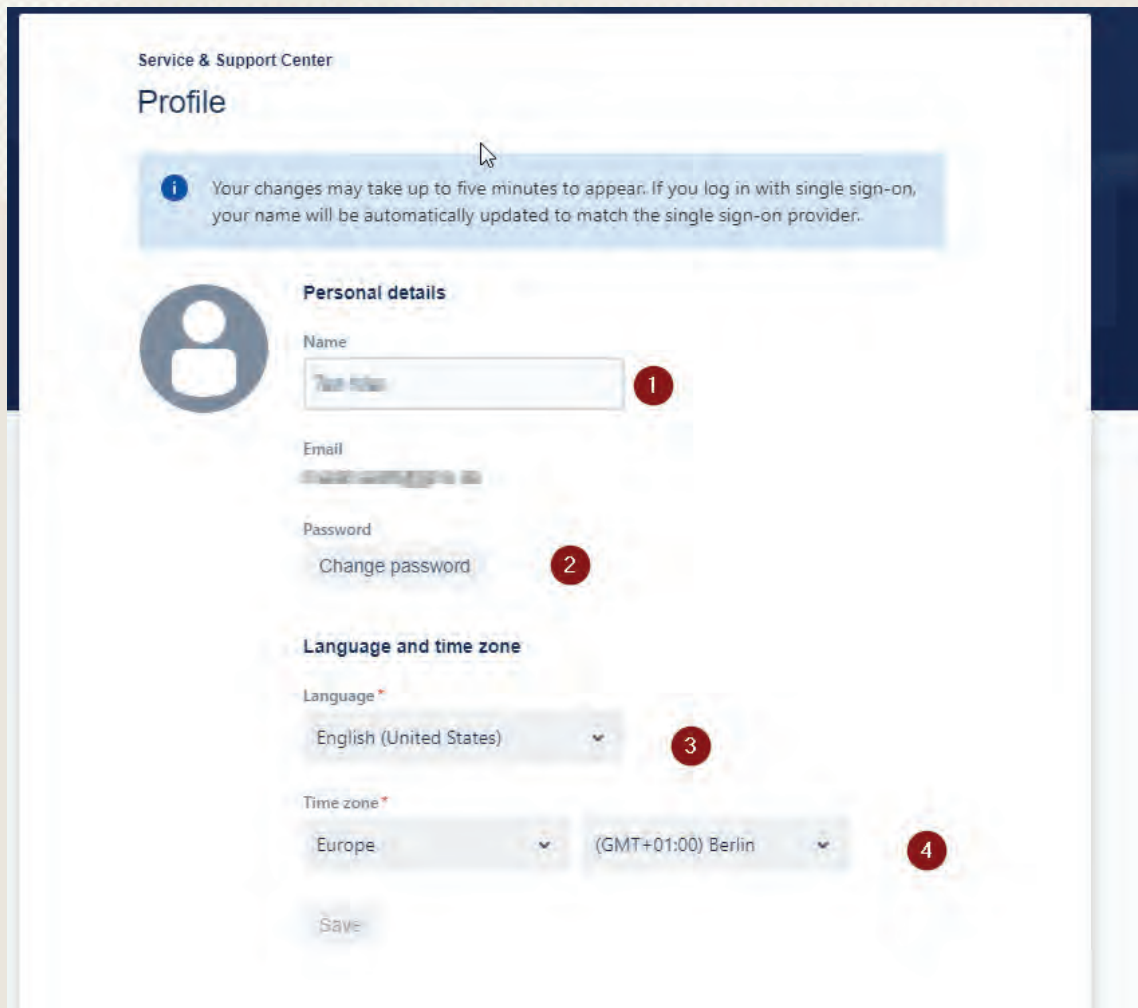 Service & Support Center
Profile
Your changes may take up to five minutes to appear. If you log in with single sign-on,
your name will be automatically updated to match the single sign-on provider.
Personal details
Name
1
Email
Password
Change password
2
Language and time zone
Language*
English (United States)
3
Time zone*
Europe
(GMT+01:00) Berlin
4
Save